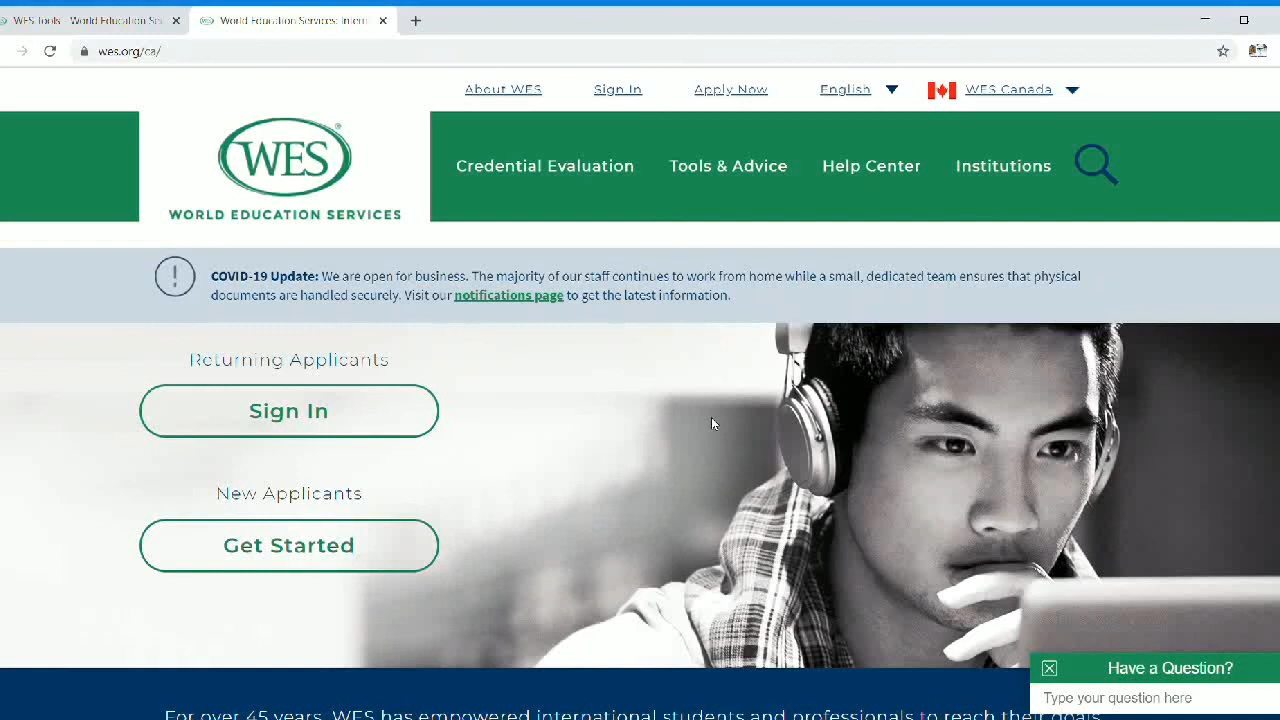 WES Tools - World Education Ser
World Education Services: Intern
wes.org/ca/
About WES
Sign In
Apply Now
English
WES Canada
WES
®
WORLD EDUCATION SERVICES
Credential Evaluation
Tools & Advice
Help Center
Institutions
COVID-19 Update: We are open for business. The majority of our staff continues to work from home while a small, dedicated team ensures that physical
documents are handled securely. Visit our notifications page to get the latest information.
Returning Applicants
Sign In
New Applicants
Get Started
Have a Question?
Type your question here
For over 45 years, WES has empowered international students and professionals to reach their goals